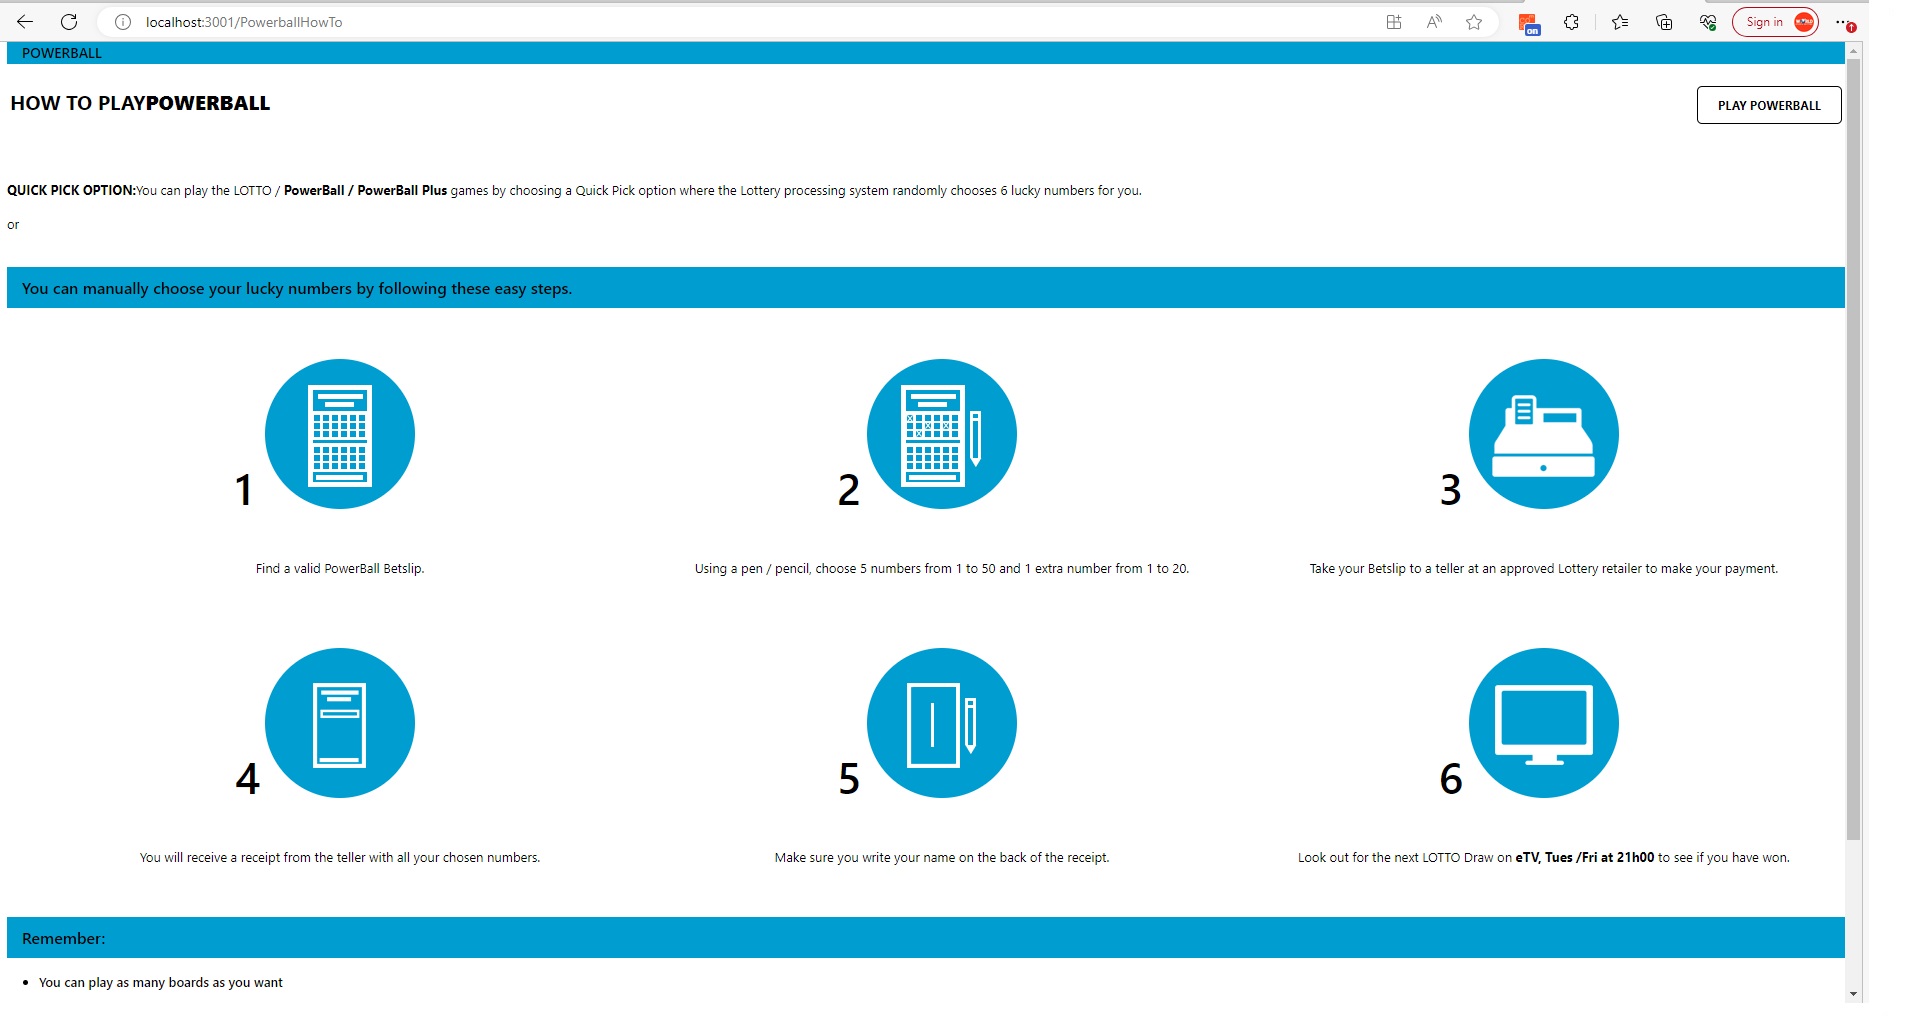 localhost:3001/PowerballHowTo
Sign in
on
POWERBALL
HOW TO PLAYPOWERBALL
PLAY POWERBALL
QUICK PICK OPTION:You can play the LOTTO / PowerBall / PowerBall Plus games by choosing a Quick Pick option where the Lottery processing system randomly chooses 6 lucky numbers for you.
or
You can manually choose your lucky numbers by following these easy steps.
1
2
3
Find a valid PowerBall Betslip.
Using a pen / pencil, choose 5 numbers from 1 to 50 and 1 extra number from 1 to 20.
Take your Betslip to a teller at an approved Lottery retailer to make your payment.
4
5
6
You will receive a receipt from the teller with all your chosen numbers.
Make sure you write your name on the back of the receipt.
Look out for the next LOTTO Draw on eTV, Tues /Fri at 21h00 to see if you have won.
Remember:
• You can play as many boards as you want